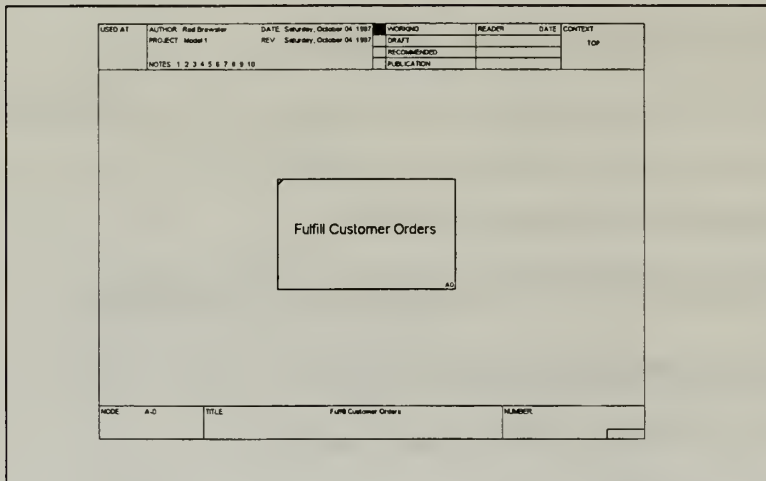 USED AT
AUTHOR Rod Brewster
DATE Saturday, October 04 1997
PROJECT Model 1
REV Saturday, October 04 1997
NOTES 1 2 3 4 5 6 7 8 9 10
WORKING
DRAFT
RECOMMENDED
PUBLICATION
READER
DATE
CONTEXT
TOP
Fulfill Customer Orders
A0
NODE
A-0
TITLE
Fulfill Customer Orders
NUMBER